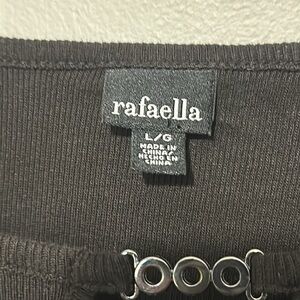 rafaella
L/G
MADE IN
CHINA/
HECHO EN
CHINA